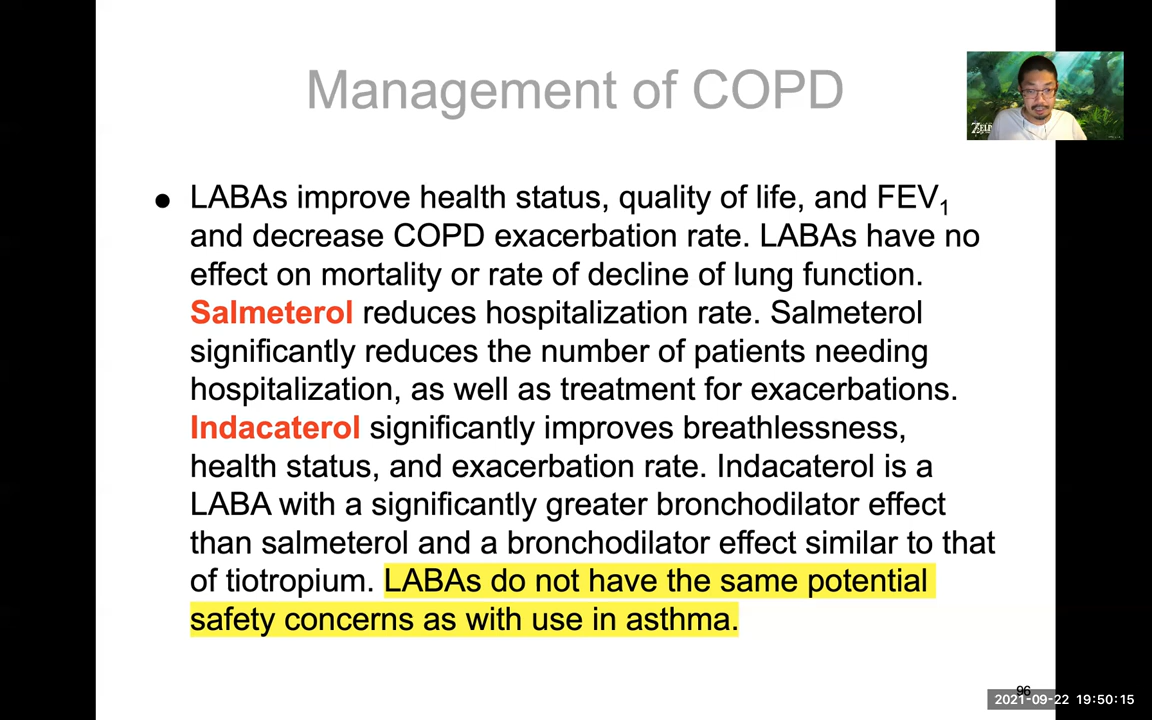 Management of COPD
LABAs improve health status, quality of life, and FEV₁
and decrease COPD exacerbation rate. LABAs have no
effect on mortality or rate of decline of lung function.
Salmeterol reduces hospitalization rate. Salmeterol
significantly reduces the number of patients needing
hospitalization, as well as treatment for exacerbations.
Indacaterol significantly improves breathlessness,
health status, and exacerbation rate. Indacaterol is a
LABA with a significantly greater bronchodilator effect
than salmeterol and a bronchodilator effect similar to that
of tiotropium. LABAs do not have the same potential
safety concerns as with use in asthma.
96
2021-09-22 19:50:15